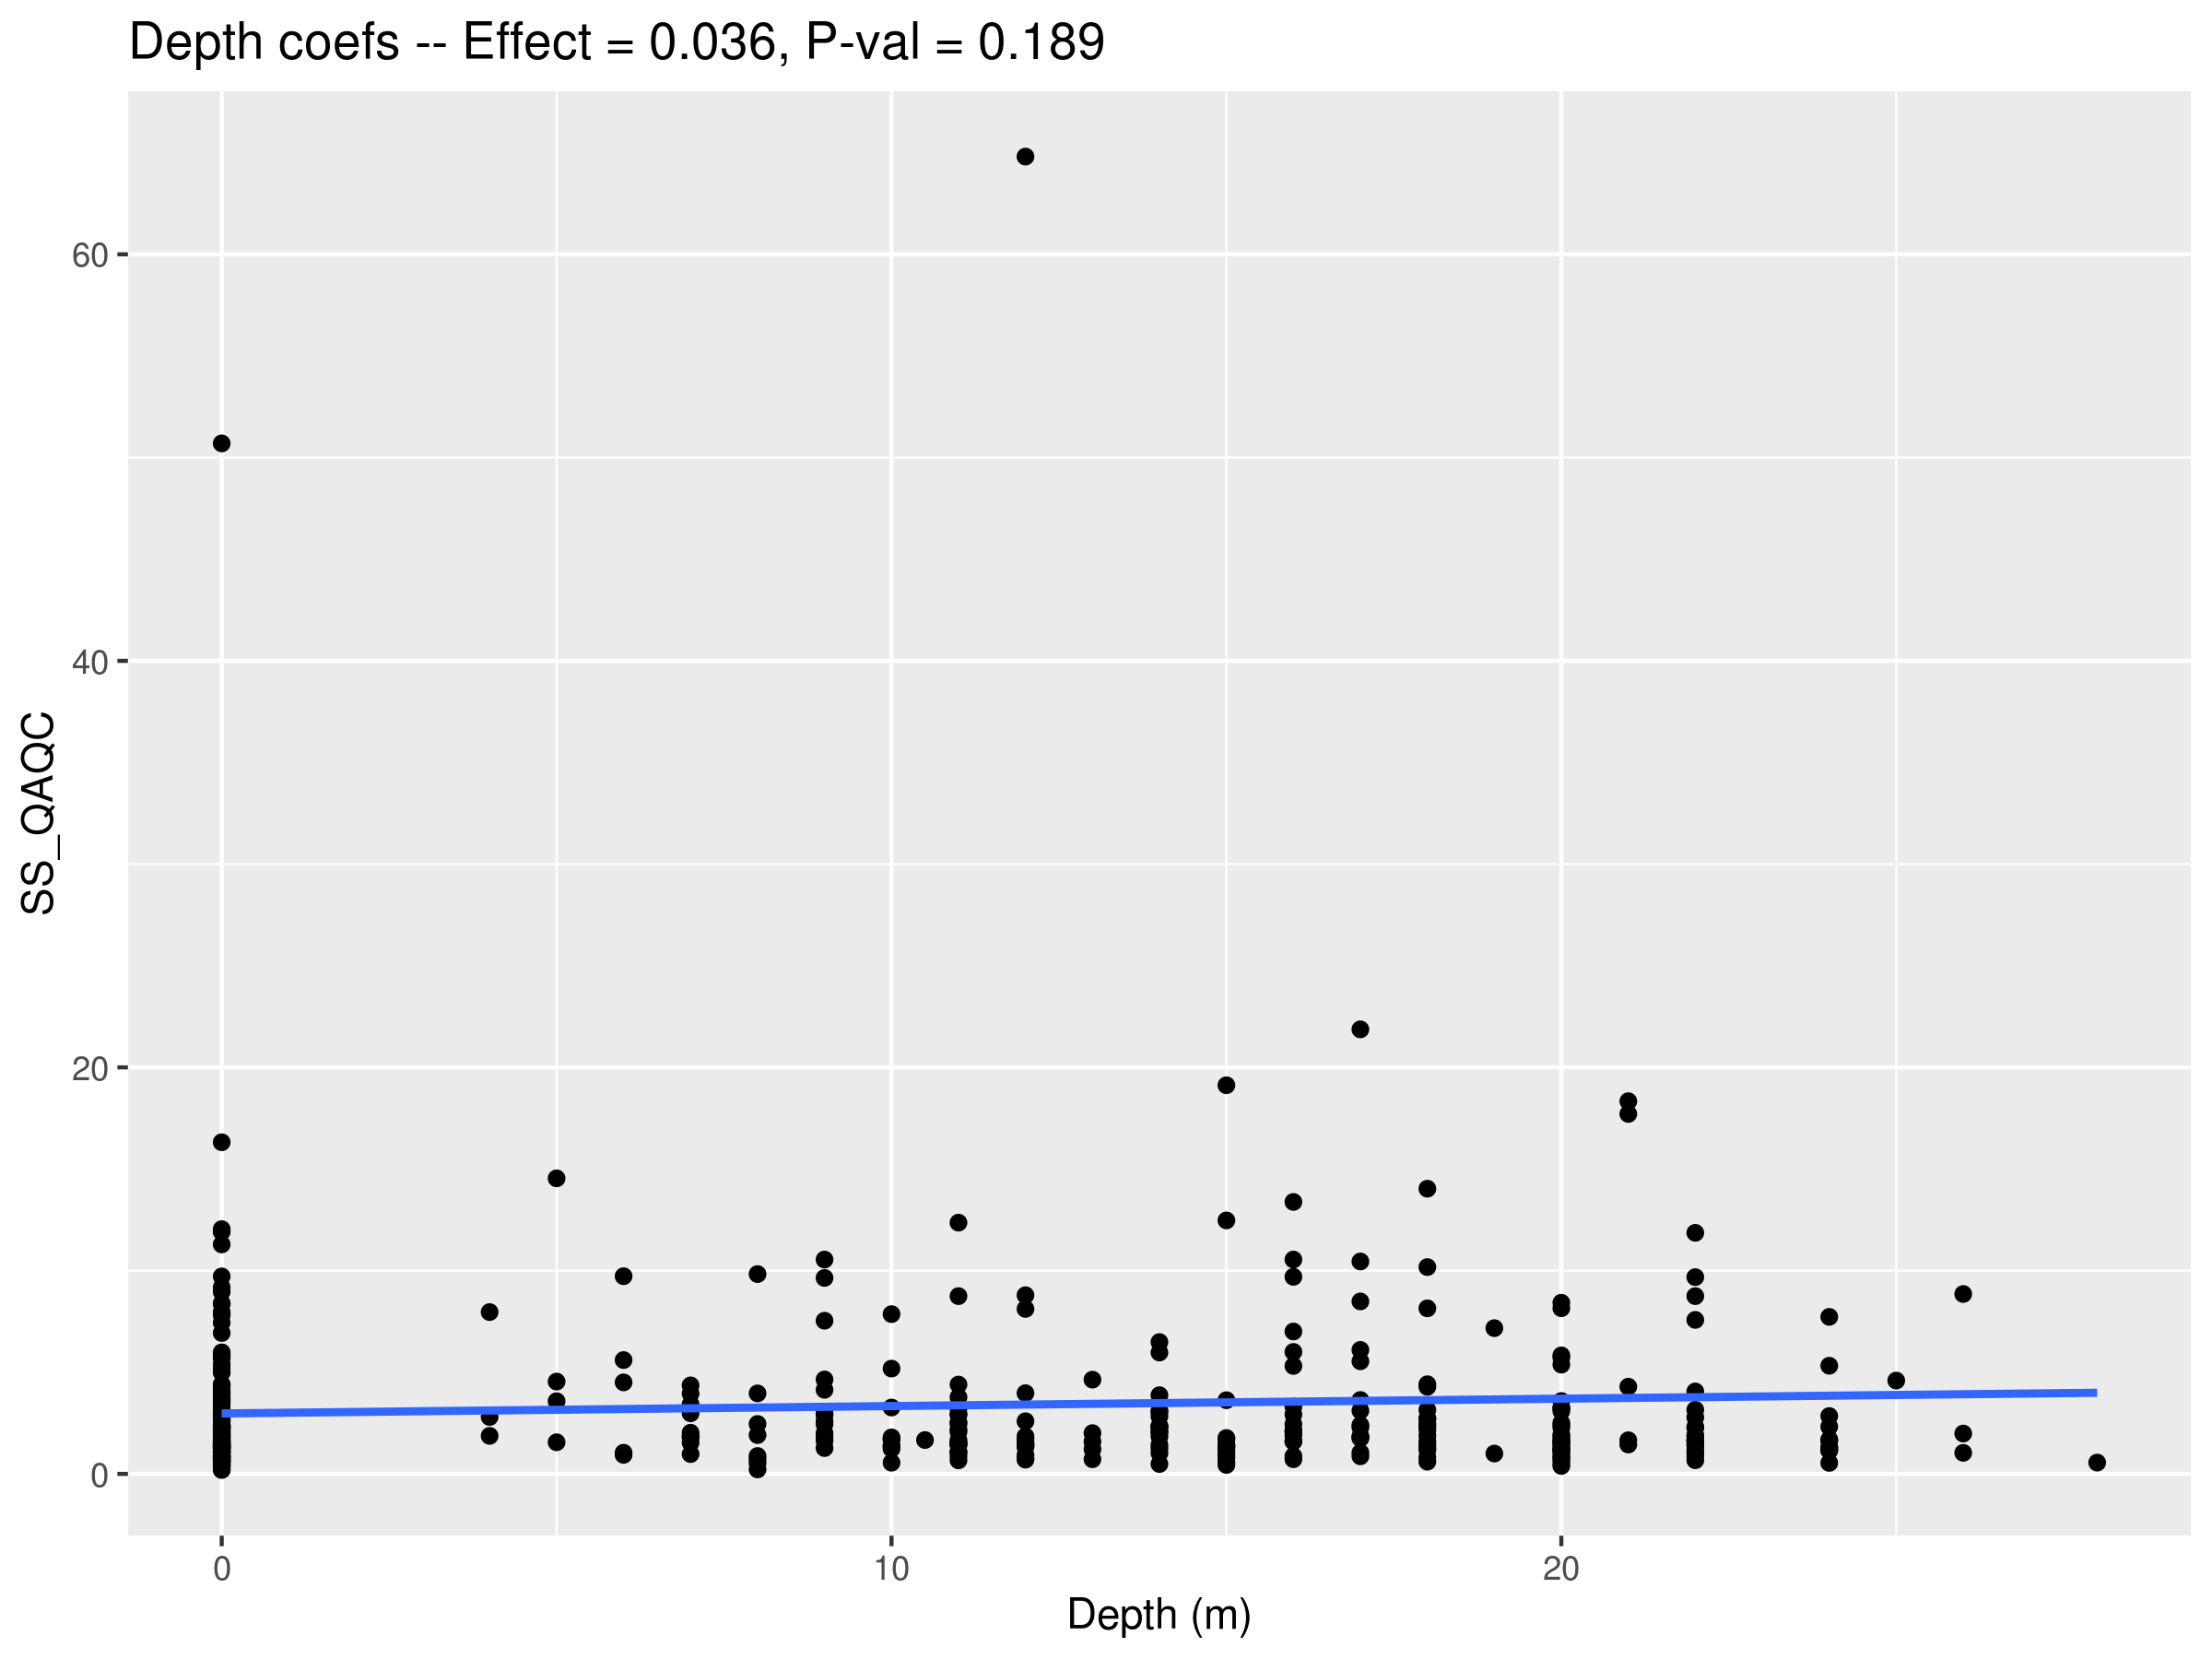 Depth coefs -- Effect = 0.036, P-val = 0.189
60
40
20
0
SS_QAQC
0 10 20
Depth (m)